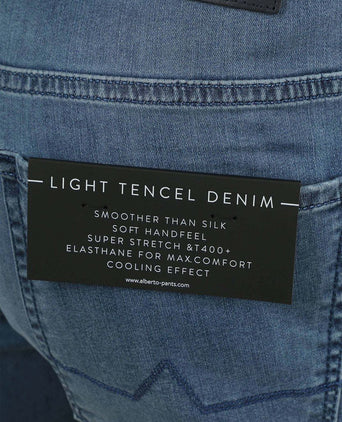 LIGHT TENCEL DENIM
SMOOTHER THAN SILK
SOFT HANDFEEL
SUPER STRETCH &T400+
ELASTHANE FOR MAX.COMFORT
COOLING EFFECT
www.alberto-pants.com